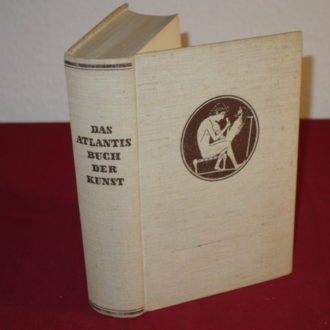 DAS
ATLANTIS
BUCH
DER
KUNST